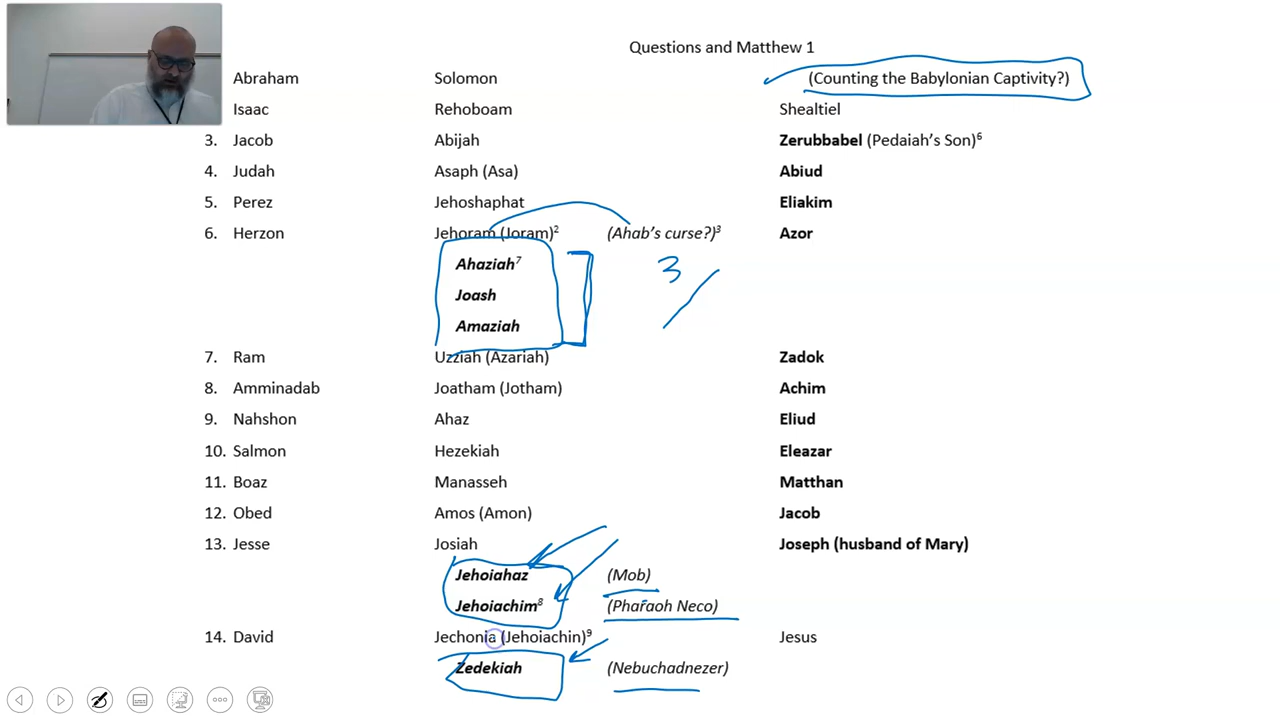 Questions and Matthew 1
Abraham Solomon (Counting the Babylonian Captivity?)
Isaac Rehoboam Shealtiel
3. Jacob Abijah Zerubbabel (Pedaiah's Son)6
4. Judah Asaph (Asa) Abiud
5. Perez Jehoshaphat Eliakim
6. Herzon Jehoram (Joram)2 (Ahab's curse?)3 Azor
Ahaziah7 3
Joash
Amaziah
7. Ram Uzziah (Azariah) Zadok
8. Amminadab Joatham (Jotham) Achim
9. Nahshon Ahaz Eliud
10. Salmon Hezekiah Eleazar
11. Boaz Manasseh Matthan
12. Obed Amos (Amon) Jacob
13. Jesse Josiah Joseph (husband of Mary)
Jehoiahaz (Mob)
Jehoiachim8 (Pharaoh Neco)
14. David Jechonia (Jehoiachin)9 Jesus
Zedekiah (Nebuchadnezer)